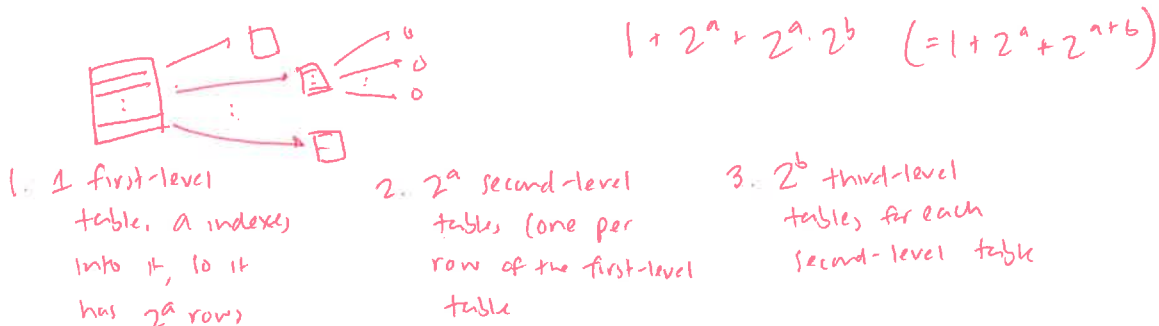 1 + 2^a + 2^a · 2^b (= 1 + 2^a + 2^(a+b))
1. 1 first-level
table. a indexes
into it, so it
has 2^a rows
2. 2^a second-level
tables (one per
row of the first-level
table
3. 2^b third-level
tables for each
second-level table